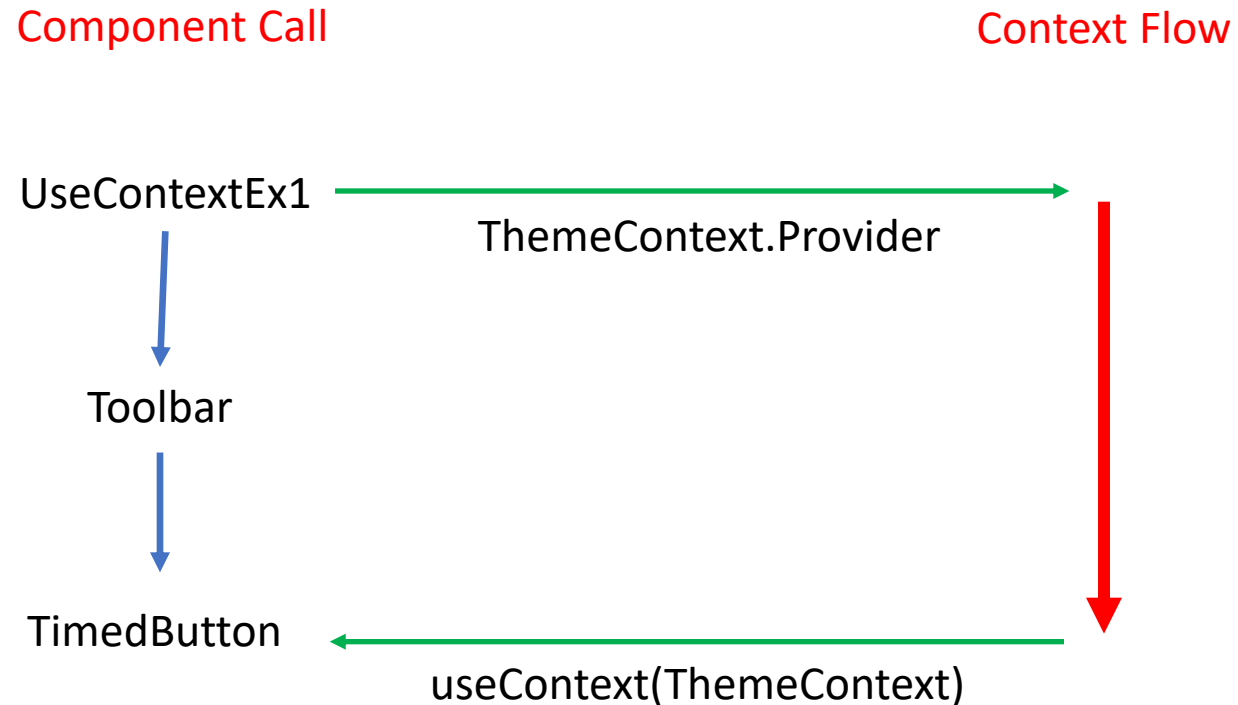 Component Call
Context Flow
UseContextEx1
ThemeContext.Provider
Toolbar
TimedButton
useContext(ThemeContext)